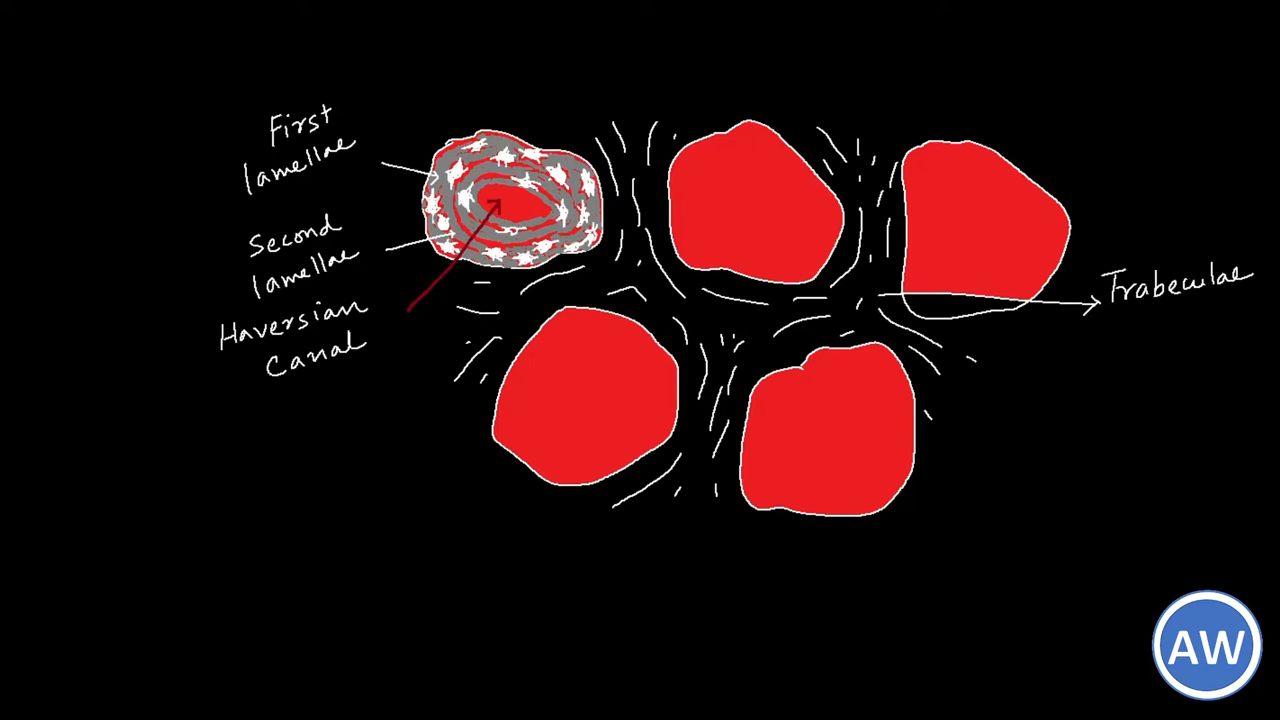 First
lamellae
Second
lamellae
Haversian
Canal
Trabeculae
AW